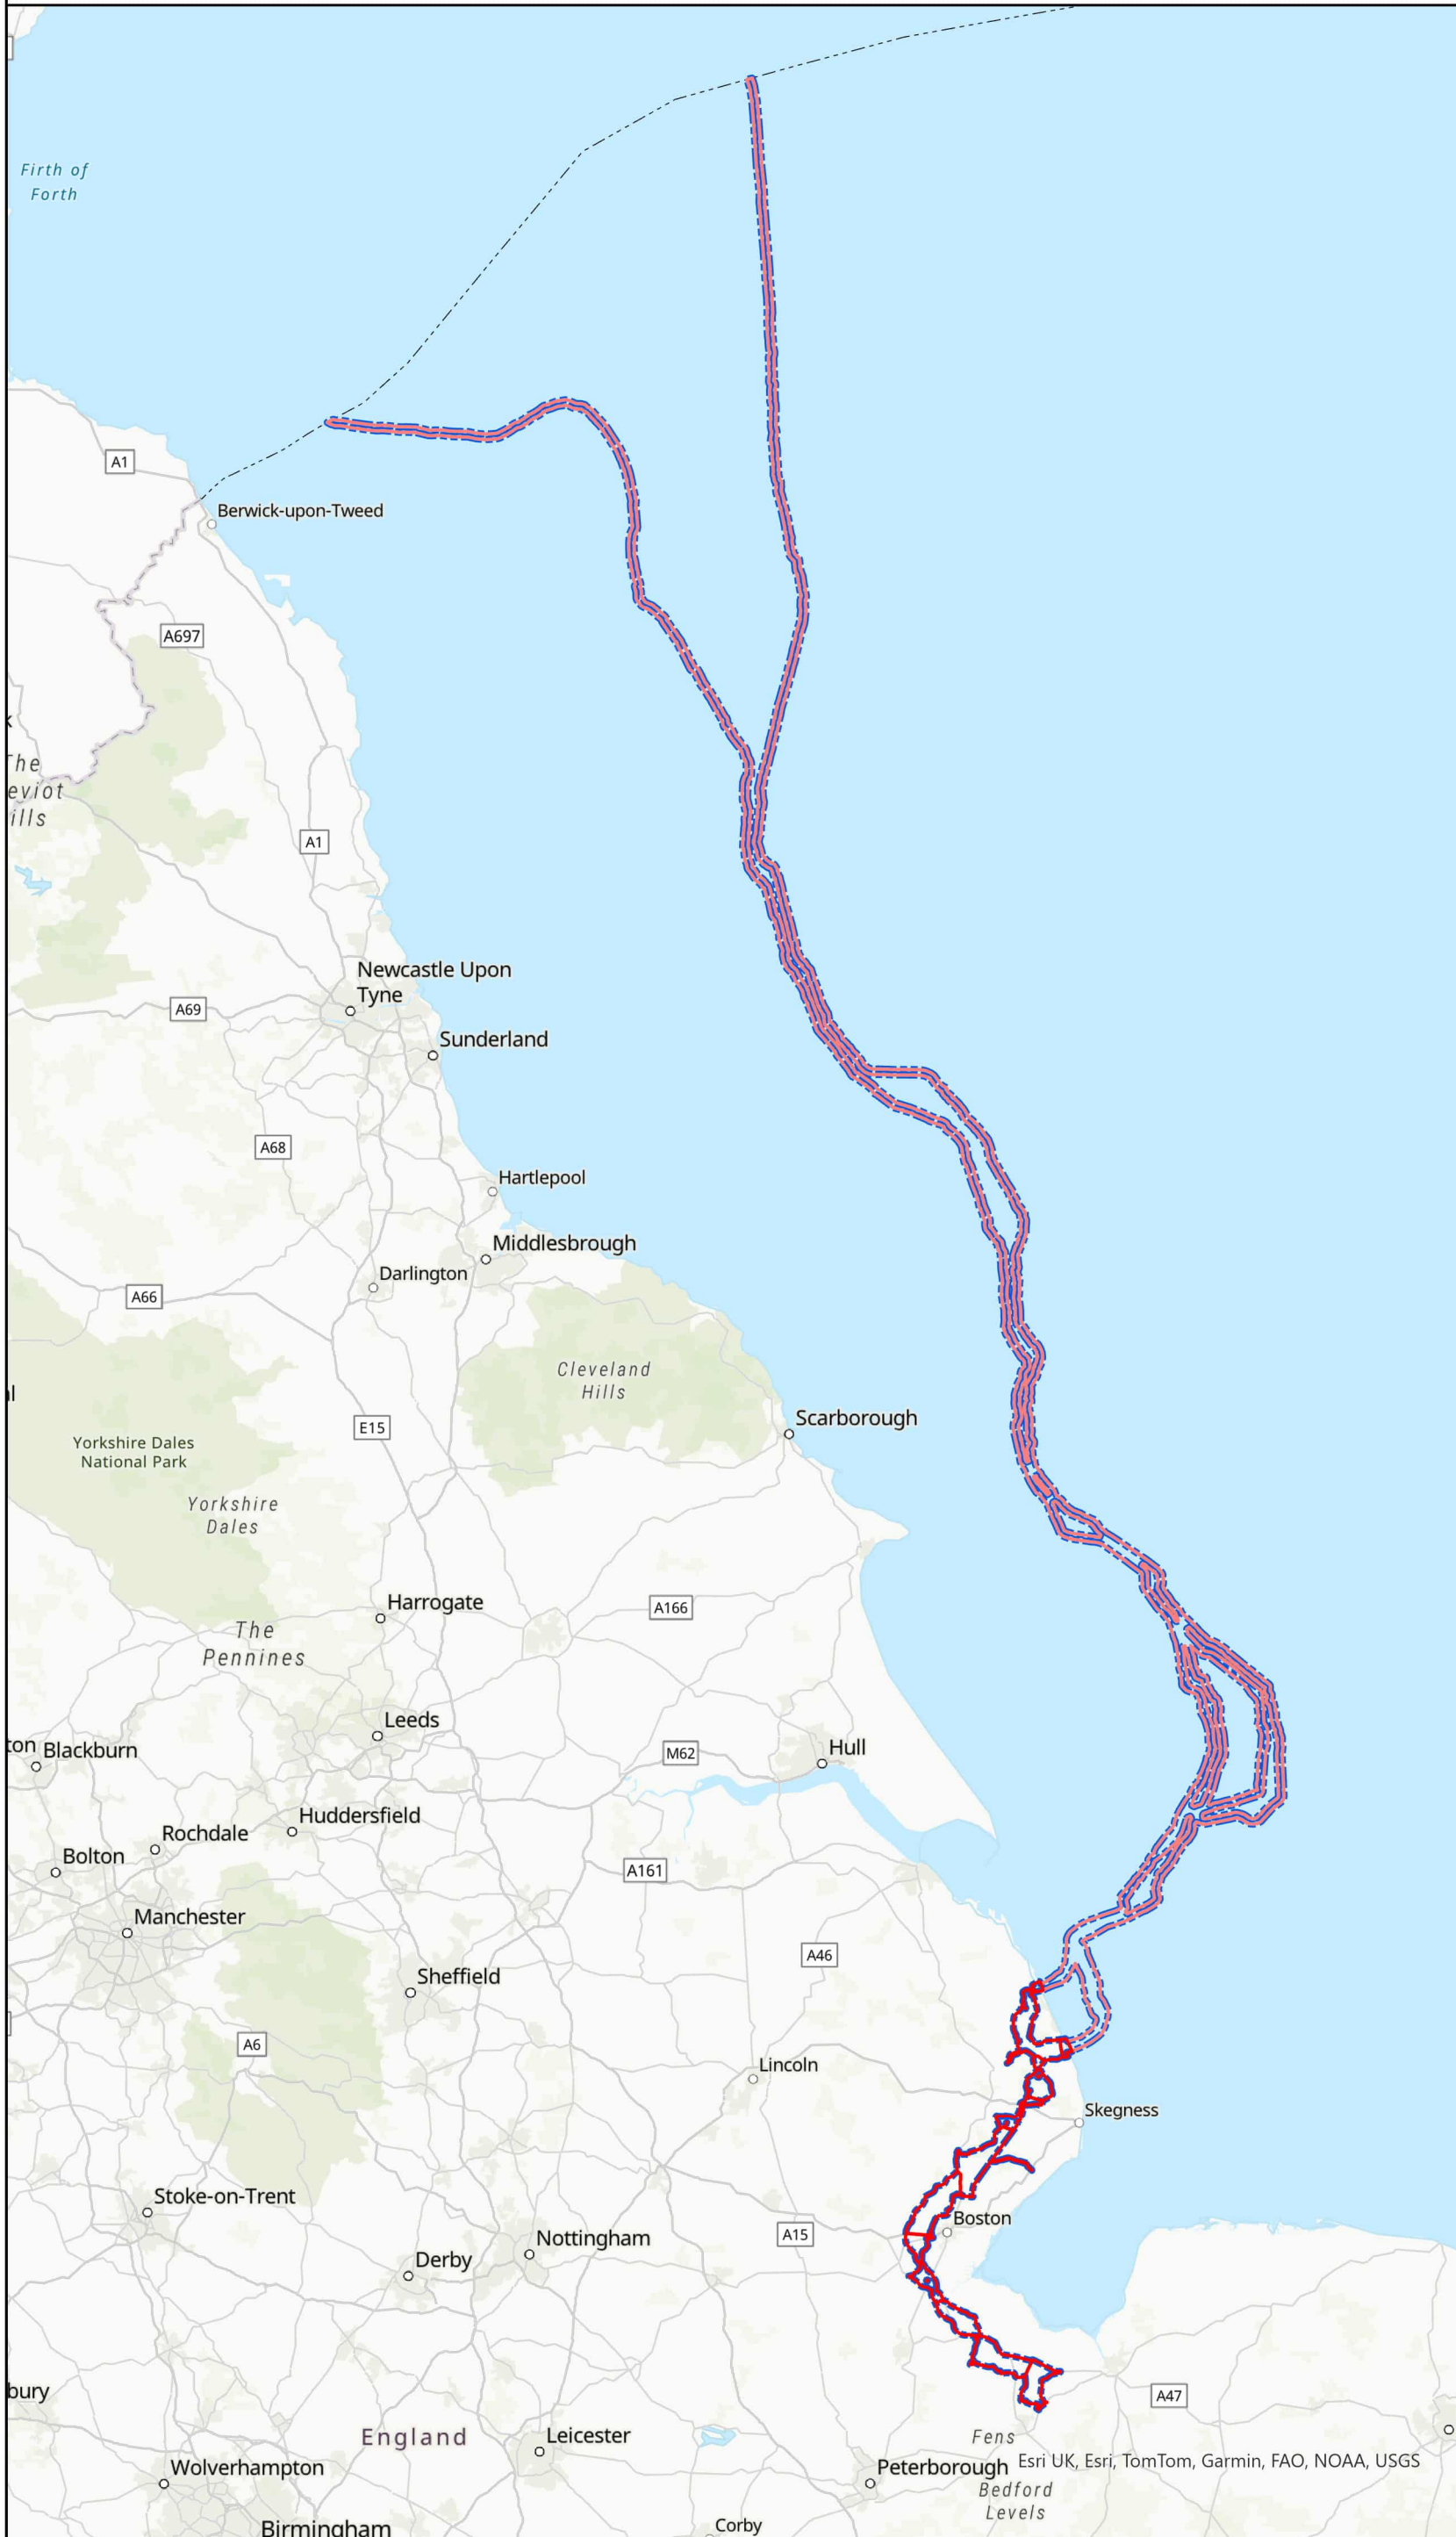 Firth of
Forth
A1
Berwick-upon-Tweed
A697
The
eviot
ills
A1
Newcastle Upon
Tyne
A69
Sunderland
A68
Hartlepool
Middlesbrough
Darlington
A66
Cleveland
Hills
Scarborough
E15
Yorkshire Dales
National Park
Yorkshire
Dales
Harrogate
A166
The
Pennines
Leeds
ton
Blackburn
M62
Hull
Huddersfield
Rochdale
Bolton
A161
Manchester
A46
Sheffield
A6
Lincoln
Skegness
Stoke-on-Trent
Boston
A15
Nottingham
Derby
bury
A47
England
Leicester
Fens
Esri UK, Esri, TomTom, Garmin, FAO, NOAA, USGS
Wolverhampton
Peterborough
Bedford
Levels
Birmingham
Corby